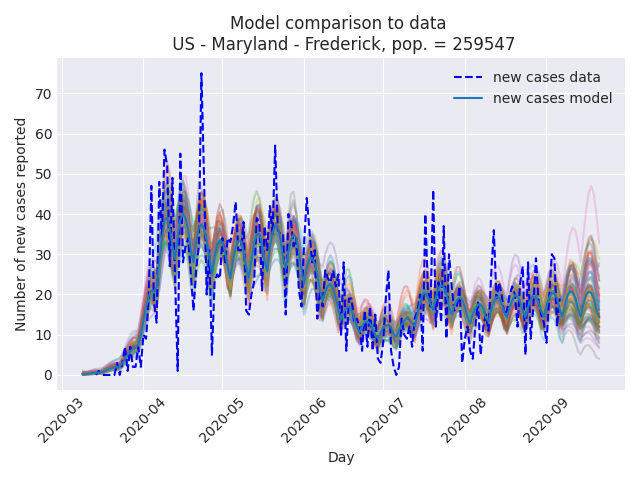 Model comparison to data
US - Maryland - Frederick, pop. = 259547
new cases data
new cases model
Number of new cases reported
70
60
50
40
30
20
10
0
2020-03
2020-04
2020-05
2020-06
2020-07
2020-08
2020-09
Day